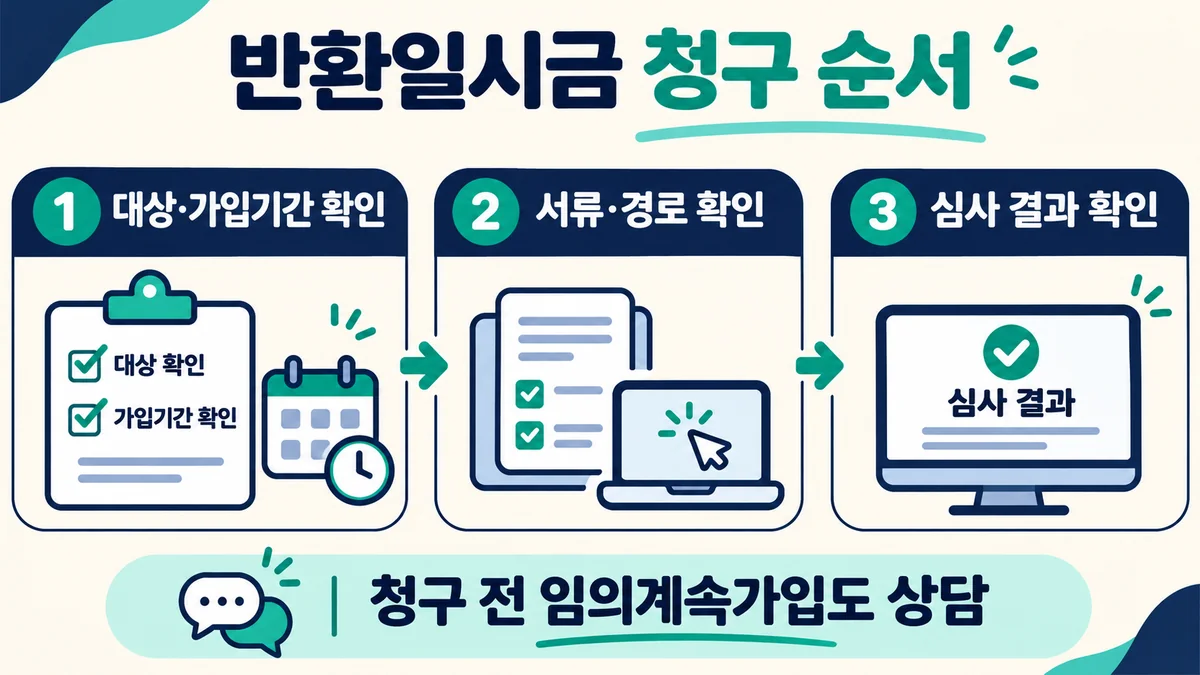 반환일시금 청구 순서
1 대상·가입기간 확인
대상 확인
가입기간 확인
2 서류·경로 확인
3 심사 결과 확인
심사 결과
청구 전 임의계속가입도 상담